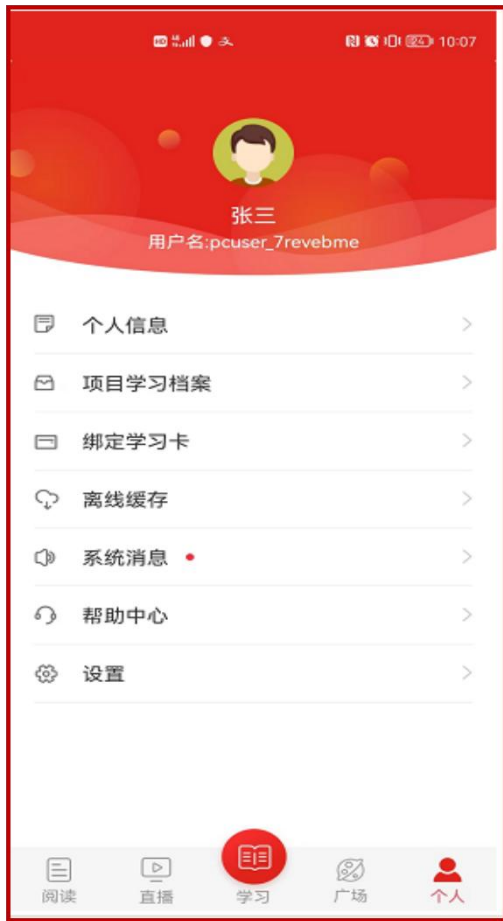 HD 4G 10:07
张三
用户名:pcuser_7revebme
个人信息
项目学习档案
绑定学习卡
离线缓存
系统消息
帮助中心
设置
阅读 直播 学习 广场 个人